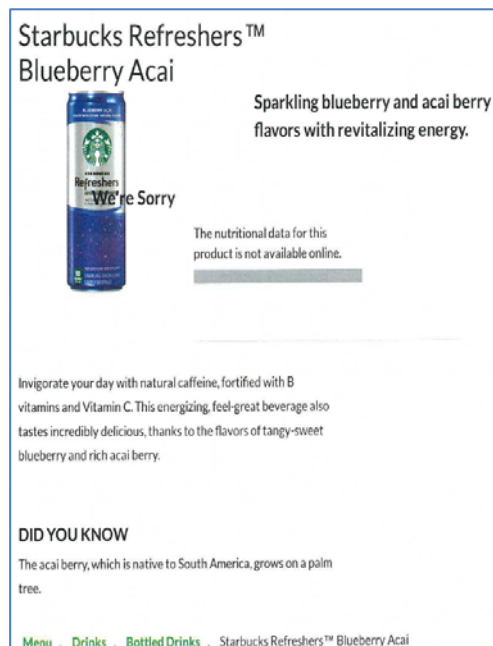 Starbucks Refreshers™
Blueberry Acai
Sparkling blueberry and acai berry
flavors with revitalizing energy.
Refreshers
We're Sorry
The nutritional data for this
product is not available online.
Invigorate your day with natural caffeine, fortified with B
vitamins and Vitamin C. This energizing, feel-great beverage also
tastes incredibly delicious, thanks to the flavors of tangy-sweet
blueberry and rich acai berry.
DID YOU KNOW
The acai berry, which is native to South America, grows on a palm
tree.
Menu . Drinks . Bottled Drinks . Starbucks Refreshers™ Blueberry Acai